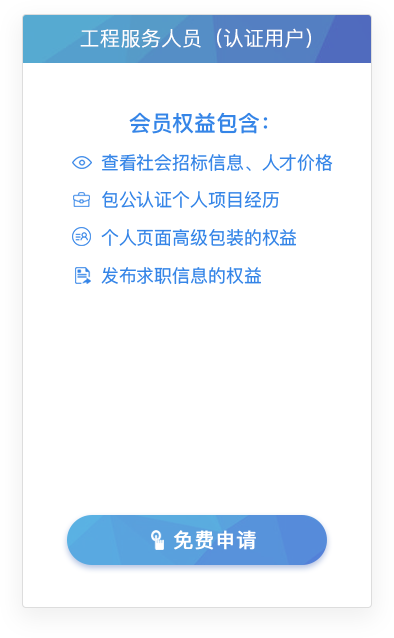 工程服务人员（认证用户）
会员权益包含：
查看社会招标信息、人才价格
包公认证个人项目经历
个人页面高级包装的权益
发布求职信息的权益
免费申请